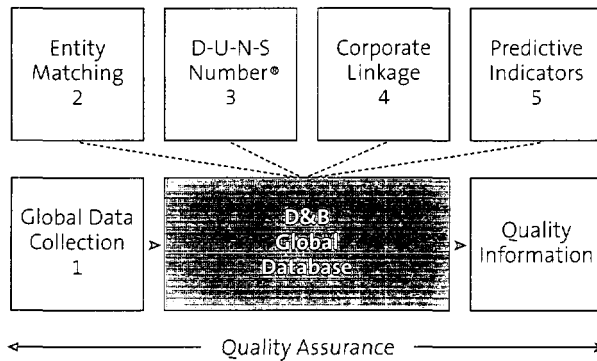 Entity
Matching
2
D-U-N-S
Number®
3
Corporate
Linkage
4
Predictive
Indicators
5
Global Data
Collection
1
D&B
Global
Database
Quality
Information
Quality Assurance